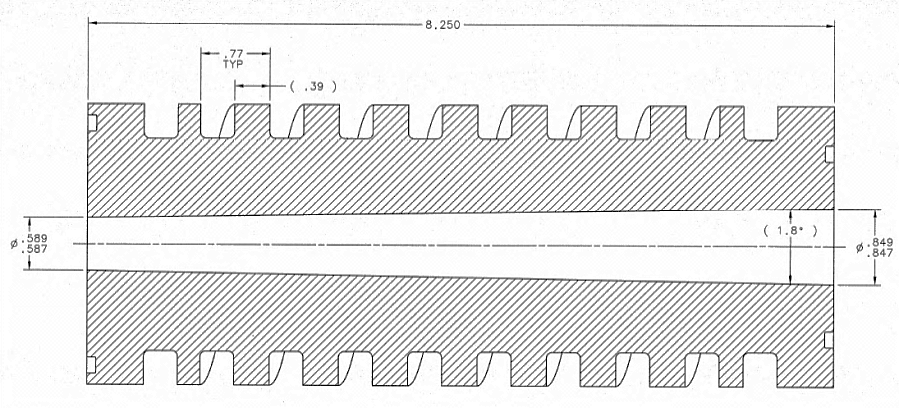 8.250
.77
TYP
( .39 )
ø .589
.587
( 1.8° )
ø .849
.847